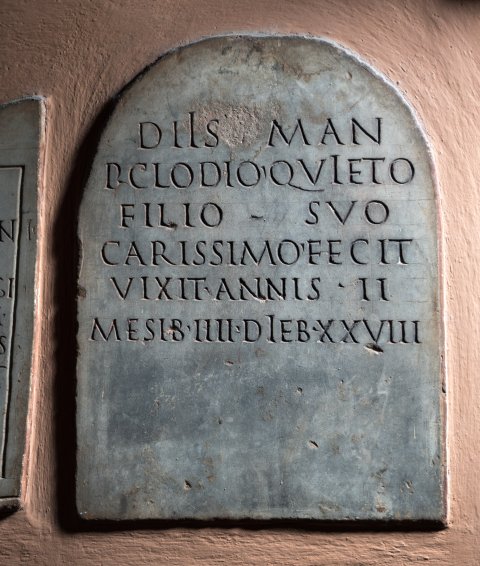 DIIS MAN
P·CLODIO·QVIETO
FILIO - SVO
CARISSIMO·FECIT
VIXIT·ANNIS · II
MESIB·IIII·DIEB·XXVIII